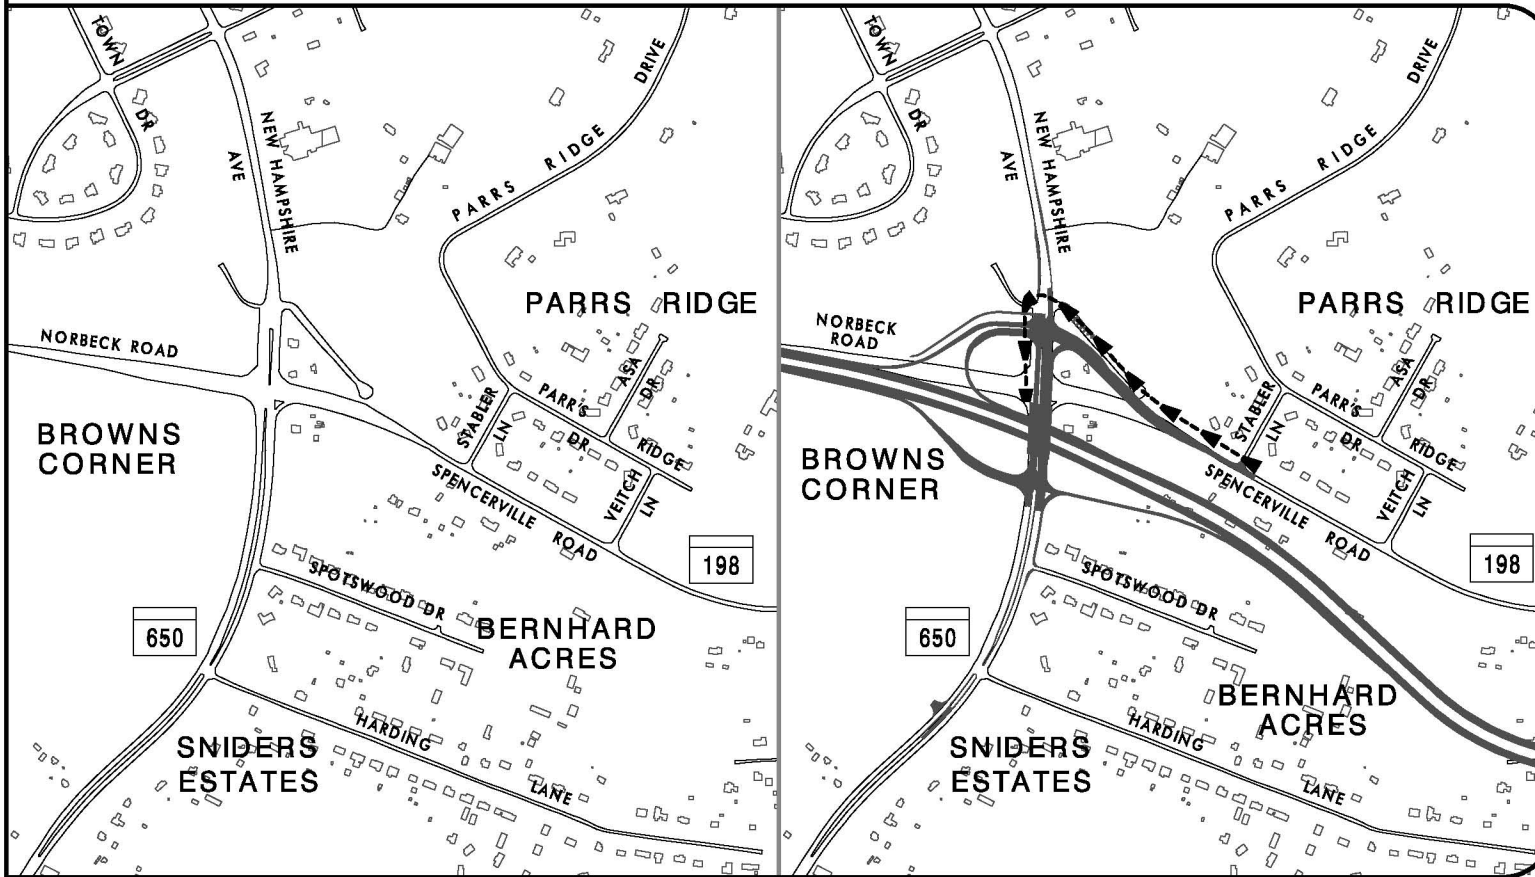 TOWN
DR
NEW HAMPSHIRE
AVE
PARRS RIDGE DRIVE
PARRS RIDGE
NORBECK ROAD
ASA
DR
PARR'S
DR
RIDGE
STABLER
LN
VEITCH
LN
BROWNS
CORNER
SPENCERVILLE
ROAD
198
SPOTSWOOD DR
650
BERNHARD
ACRES
HARDING
LANE
SNIDERS
ESTATES
TOWN
DR
NEW HAMPSHIRE
AVE
PARRS RIDGE DRIVE
PARRS RIDGE
NORBECK
ROAD
ASA
DR
PARR'S
DR
RIDGE
STABLER
LN
VEITCH
LN
BROWNS
CORNER
SPENCERVILLE
ROAD
198
SPOTSWOOD DR
650
BERNHARD
ACRES
HARDING
LANE
SNIDERS
ESTATES